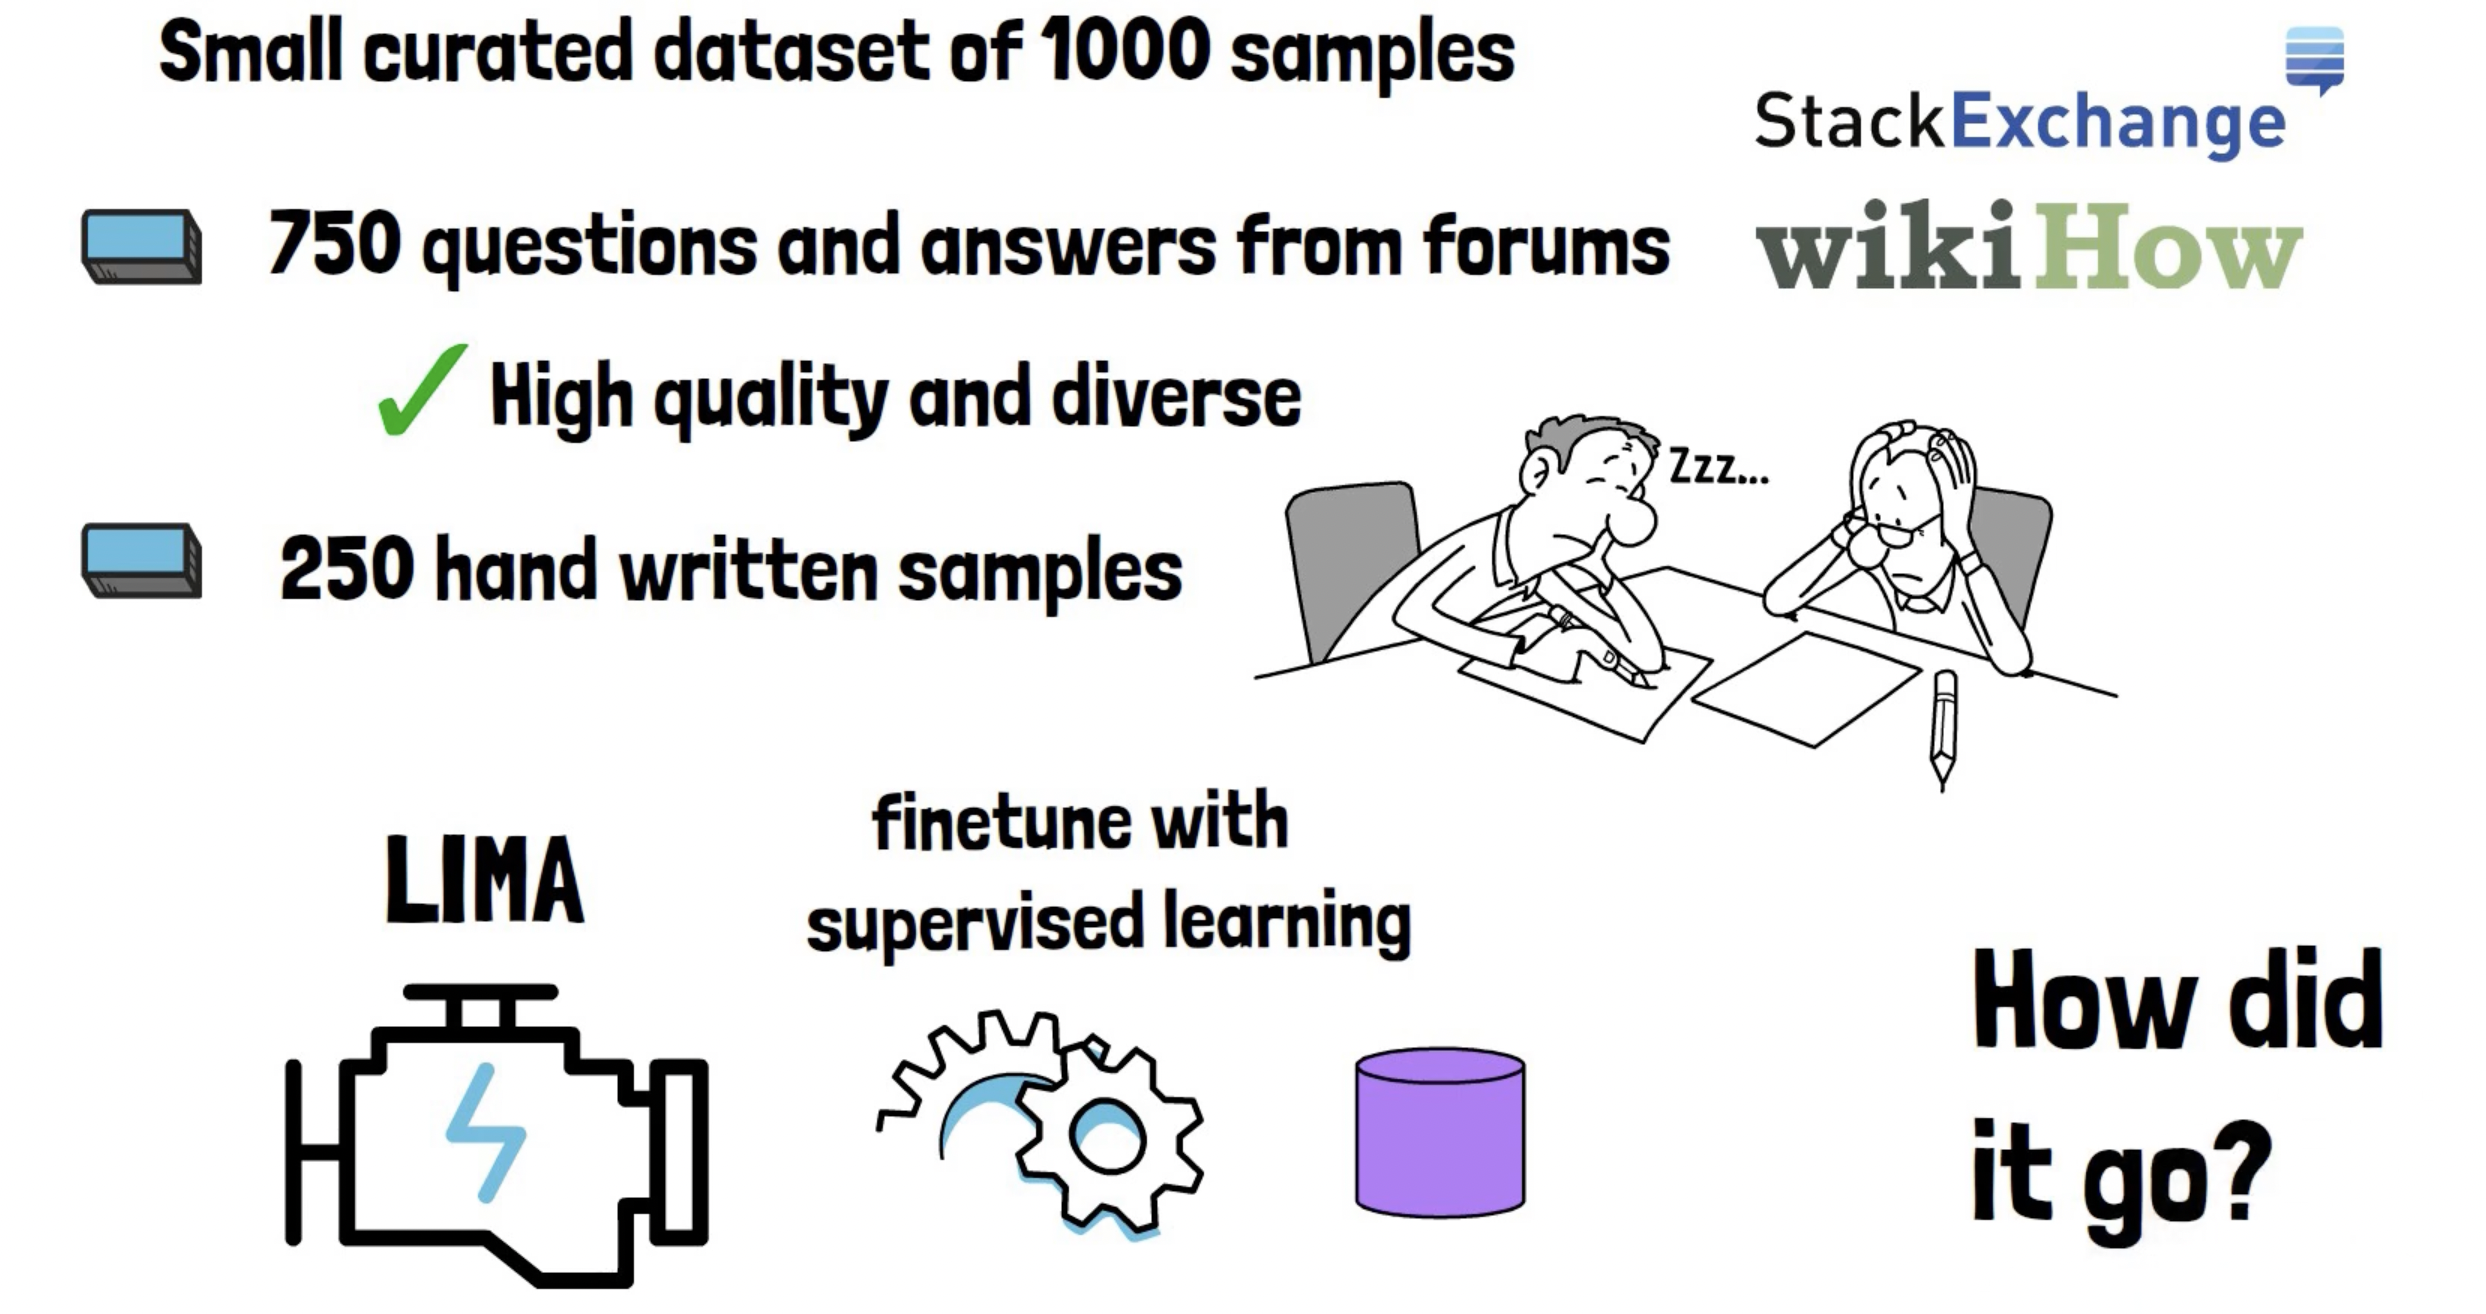 Small curated dataset of 1000 samples
StackExchange
750 questions and answers from forums
wikiHow
High quality and diverse
Zzz...
250 hand written samples
finetune with
supervised learning
LIMA
How did
it go?